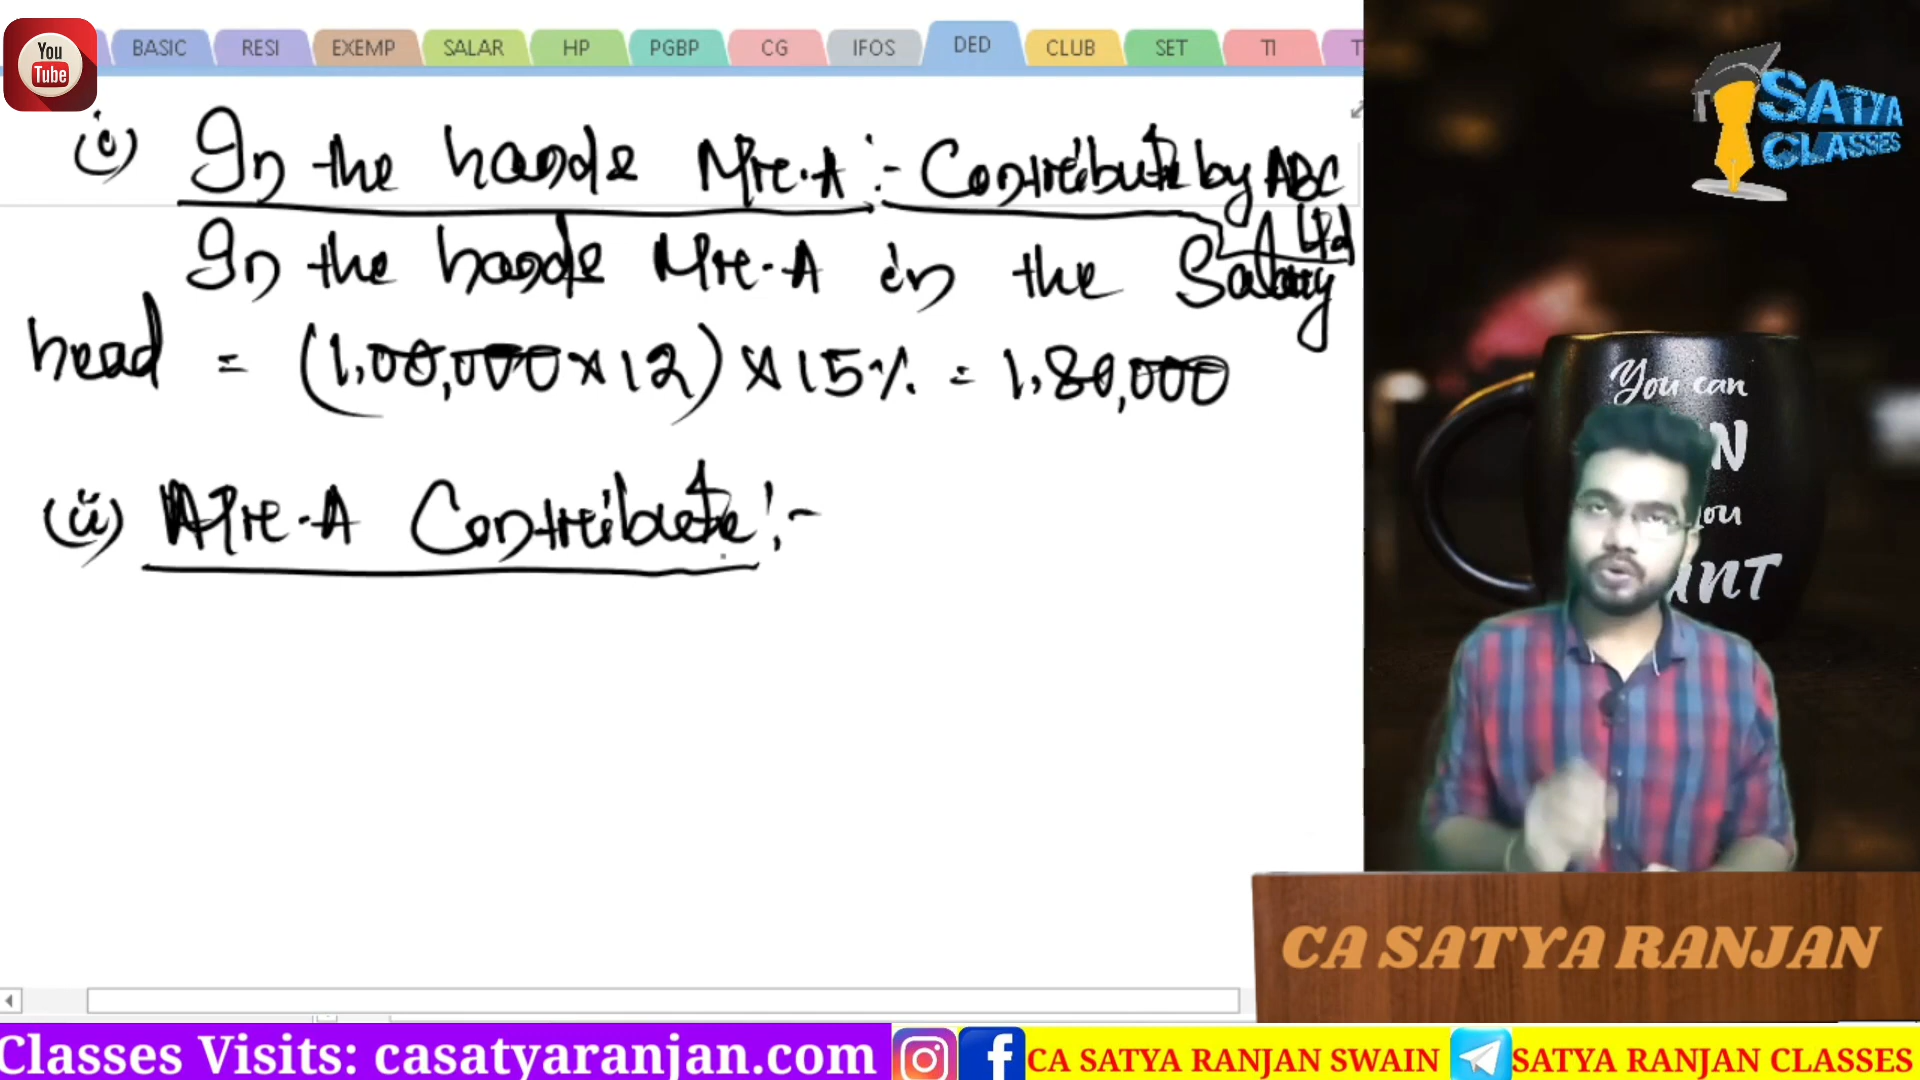 You
Tube
BASIC RESI EXEMP SALAR HP PGBP CG IFOS DED CLUB SET TI T
(i) In the hands Mr. A :- Contribute by ABC
Ltd
In the hands Mr. A in the Salary
head = (1,00,000 × 12) × 15% = 1,80,000
(ii) Mr. A Contribute :-
SATYA
CLASSES
You can
N
ou
ANT
CA SATYA RANJAN
Classes Visits: casatyaranjan.com
CA SATYA RANJAN SWAIN
SATYA RANJAN CLASSES